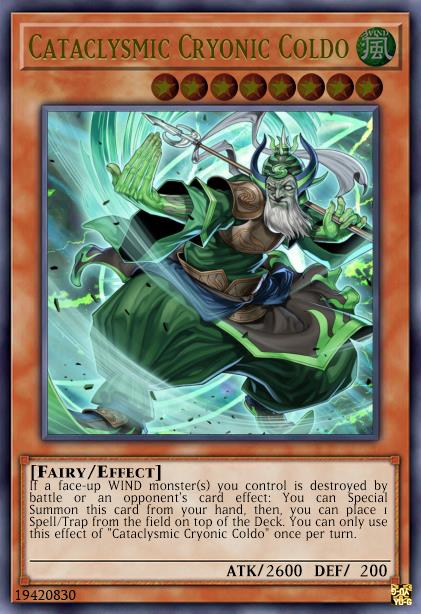 Cataclysmic Cryonic Coldo
WIND
風
[Fairy/Effect]
If a face-up WIND monster(s) you control is destroyed by
battle or an opponent's card effect: You can Special
Summon this card from your hand, then, you can place 1
Spell/Trap from the field on top of the Deck. You can only use
this effect of "Cataclysmic Cryonic Coldo" once per turn.
ATK/2600 DEF/ 200
19420830